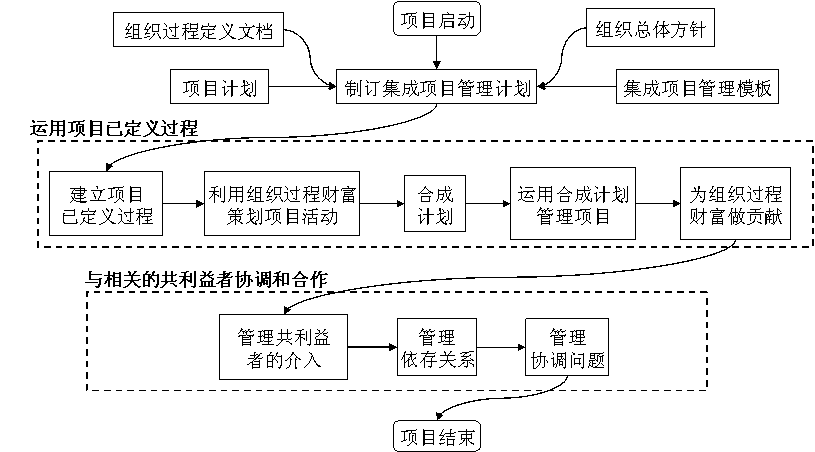 项目启动
组织过程定义文档
组织总体方针
项目计划
制订集成项目管理计划
集成项目管理模板
运用项目已定义过程
建立项目
已定义过程
利用组织过程财富
策划项目活动
合成
计划
运用合成计划
管理项目
为组织过程
财富做贡献
与相关的共利益者协调和合作
管理共利益
者的介入
管理
依存关系
管理
协调问题
项目结束